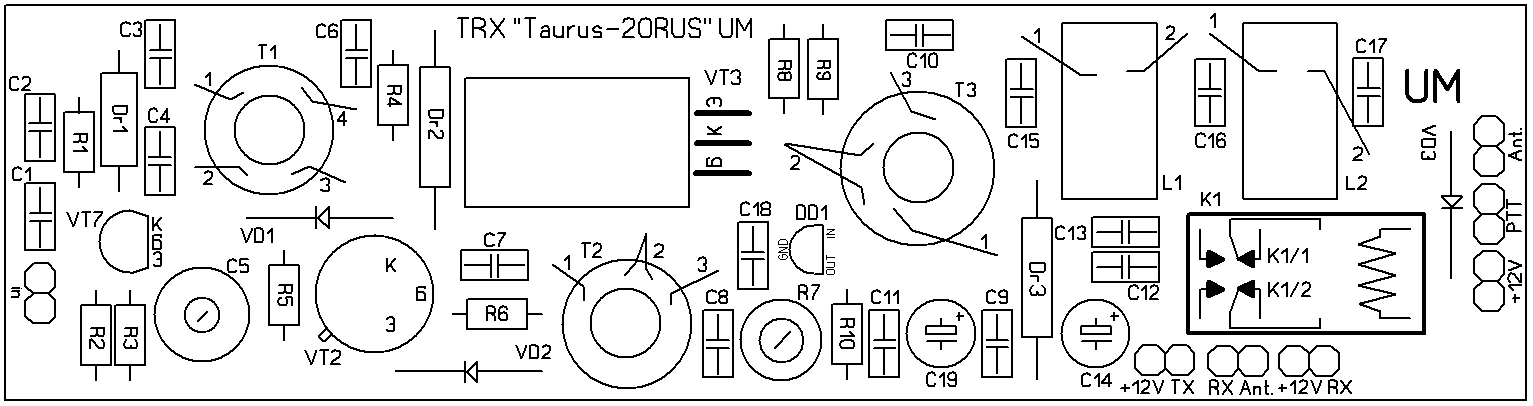 TRX "Taurus-20RUS" UM
C3
T1
C6
C10
1
2
1
C17
C2
1
R4
Dr2
VT3
Э
К
Б
R8
R9
3
T3
UM
R1
Dr1
C4
4
2
C15
C16
2
VD3
Ant.
C1
2
3
L1
L2
VT7
К
Б
Э
VD1
C18
DD1
IN
GND
OUT
1
C13
K1
PTT
C5
К
Б
Э
C7
T2
1
2
3
K1/1
K1/2
+12V
in
R5
R6
C8
R7
C11
C9
Dr3
C12
R2
R3
VT2
VD2
R10
C19
+
C14
+
+12V TX
RX Ant.
+12V RX